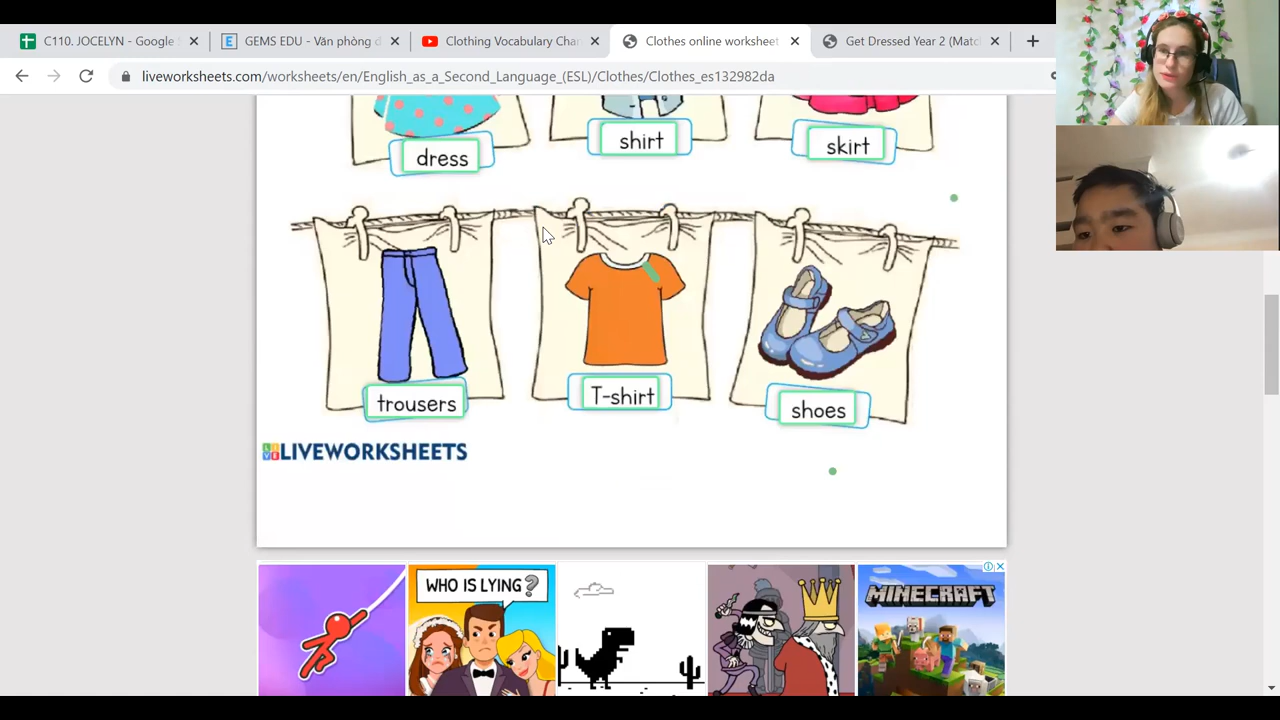 C110. JOCELYN - Google
GEMS EDU - Văn phòng
Clothing Vocabulary Cha
Clothes online workshee
Get Dressed Year 2 (Matc
liveworksheets.com/worksheets/en/English_as_a_Second_Language_(ESL)/Clothes/Clothes_es132982da
dress
shirt
skirt
trousers
T-shirt
shoes
LIVEWORKSHEETS
WHO IS LYING?
MINECRAFT